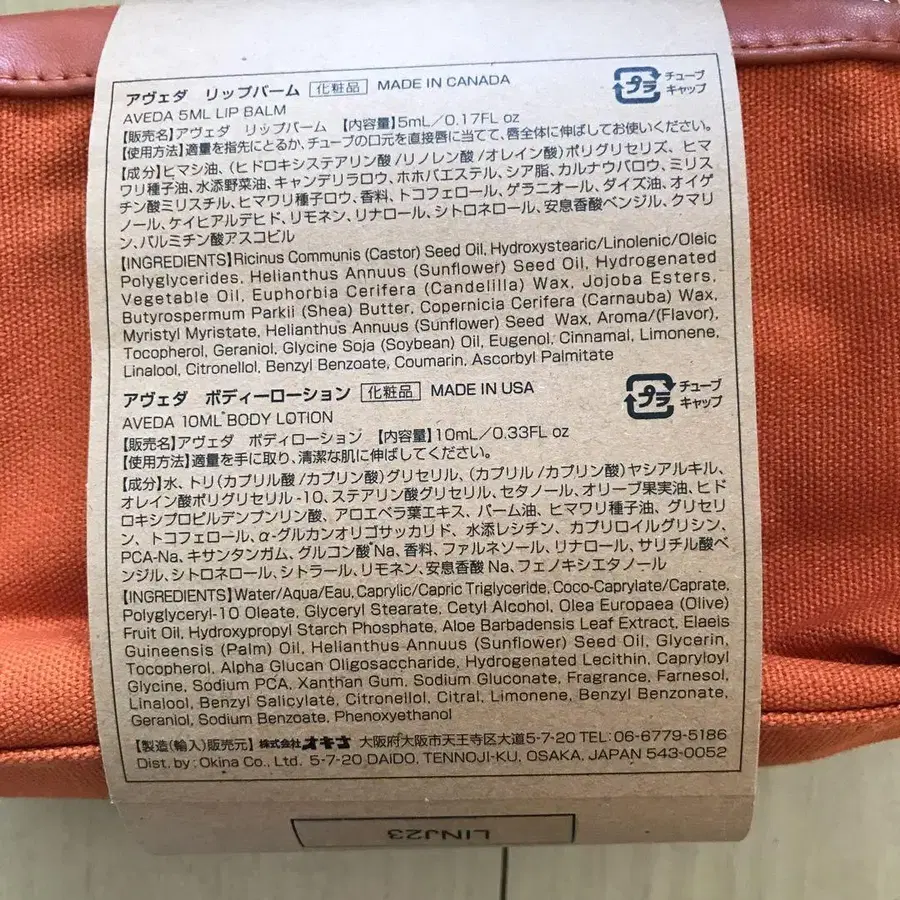 アヴェダ リップバーム 化粧品 MADE IN CANADA
プラ チューブ キャップ
AVEDA 5ML LIP BALM
【販売名】アヴェダ リップバーム 【内容量】5mL/0.17FL oz
【使用方法】適量を指先にとるか、チューブの口元を直接唇に当てて、唇全体に伸ばしてお使いください。
【成分】ヒマシ油、(ヒドロキシステアリン酸/リノレン酸/オレイン酸)ポリグリセリズ、ヒマ
ワリ種子油、水添野菜油、キャンデリラロウ、ホホバエステル、シア脂、カルナウバロウ、ミリス
チン酸ミリスチル、ヒマワリ種子ロウ、香料、トコフェロール、ゲラニオール、ダイズ油、オイゲ
ノール、ケイヒアルデヒド、リモネン、リナロール、シトロネロール、安息香酸ベンジル、クマリ
ン、パルミチン酸アスコビル
【INGREDIENTS】Ricinus Communis (Castor) Seed Oil, Hydroxystearic/Linolenic/Oleic
Polyglycerides, Helianthus Annuus (Sunflower) Seed Oil, Hydrogenated
Vegetable Oil, Euphorbia Cerifera (Candelilla) Wax, Jojoba Esters,
Butyrospermum Parkii (Shea) Butter, Copernicia Cerifera (Carnauba) Wax,
Myristyl Myristate, Helianthus Annuus (Sunflower) Seed Wax, Aroma/(Flavor),
Tocopherol, Geraniol, Glycine Soja (Soybean) Oil, Eugenol, Cinnamal, Limonene,
Linalool, Citronellol, Benzyl Benzoate, Coumarin, Ascorbyl Palmitate
アヴェダ ボディーローション 化粧品 MADE IN USA
プラ チューブ キャップ
AVEDA 10ML BODY LOTION
【販売名】アヴェダ ボディローション 【内容量】10mL/0.33FL oz
【使用方法】適量を手に取り、清潔な肌に伸ばしてください。
【成分】水、トリ(カプリル酸/カプリン酸)グリセリル、(カプリル/カプリン酸)ヤシアルキル、
オレイン酸ポリグリセリル-10、ステアリン酸グリセリル、セタノール、オリーブ果実油、ヒド
ロキシプロピルデンプンリン酸、アロエベラ葉エキス、パーム油、ヒマワリ種子油、グリセリ
ン、トコフェロール、α-グルカンオリゴサッカリド、水添レシチン、カプリロイルグリシン、
PCA-Na、キサンタンガム、グルコン酸Na、香料、ファルネソール、リナロール、サリチル酸ベ
ンジル、シトロネロール、シトラール、リモネン、安息香酸Na、フェノキシエタノール
【INGREDIENTS】Water/Aqua/Eau, Caprylic/Capric Triglyceride, Coco-Caprylate/Caprate,
Polyglyceryl-10 Oleate, Glyceryl Stearate, Cetyl Alcohol, Olea Europaea (Olive)
Fruit Oil, Hydroxypropyl Starch Phosphate, Aloe Barbadensis Leaf Extract, Elaeis
Guineensis (Palm) Oil, Helianthus Annuus (Sunflower) Seed Oil, Glycerin,
Tocopherol, Alpha Glucan Oligosaccharide, Hydrogenated Lecithin, Capryloyl
Glycine, Sodium PCA, Xanthan Gum, Sodium Gluconate, Fragrance, Farnesol,
Linalool, Benzyl Salicylate, Citronellol, Citral, Limonene, Benzyl Benzonate,
Geraniol, Sodium Benzoate, Phenoxyethanol
【製造(輸入)販売元】 株式会社オキナ 大阪府大阪市天王寺区大道5-7-20 TEL:06-6779-5186
Dist. by: Okina Co., Ltd. 5-7-20 DAIDO, TENNOJI-KU, OSAKA, JAPAN 543-0052
LINJ23